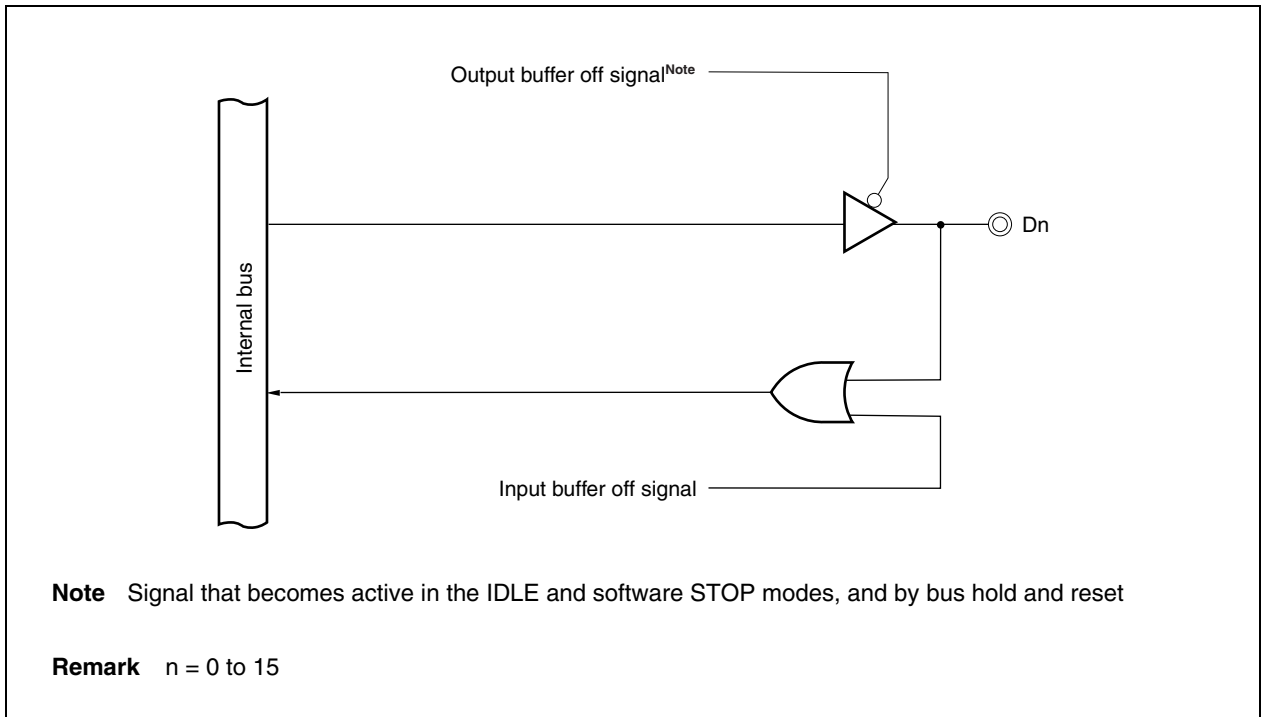 Output buffer off signalNote
Dn
Internal bus
Input buffer off signal
Note Signal that becomes active in the IDLE and software STOP modes, and by bus hold and reset
Remark n = 0 to 15